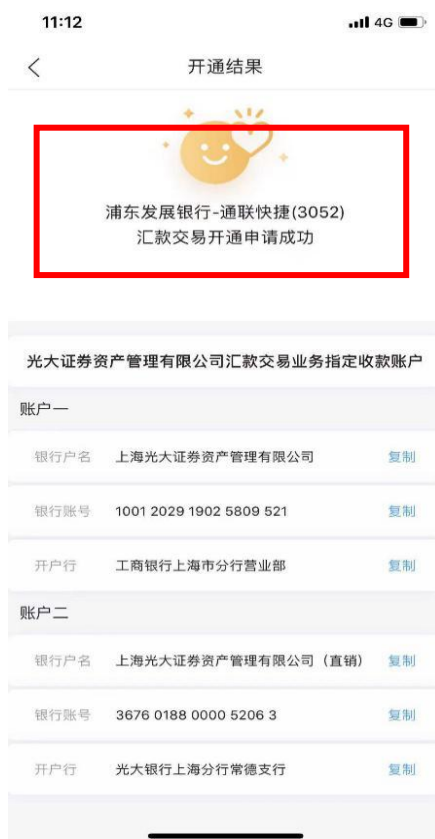 11:12
4G
开通结果
浦东发展银行-通联快捷(3052)
汇款交易开通申请成功
光大证券资产管理有限公司汇款交易业务指定收款账户
账户一
银行户名 上海光大证券资产管理有限公司 复制
银行账号 1001 2029 1902 5809 521 复制
开户行 工商银行上海市分行营业部 复制
账户二
银行户名 上海光大证券资产管理有限公司（直销） 复制
银行账号 3676 0188 0000 5206 3 复制
开户行 光大银行上海分行常德支行 复制